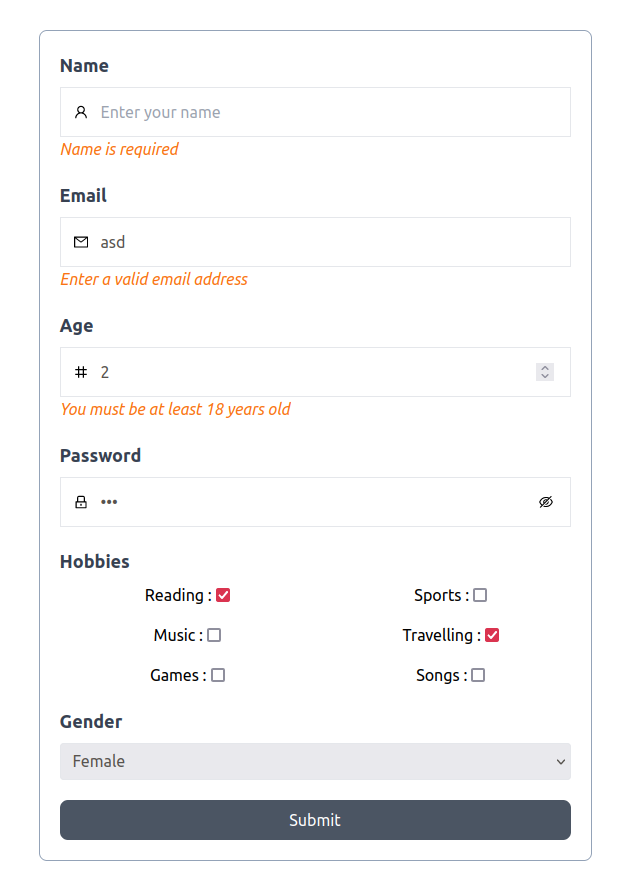 Name
Enter your name
Name is required
Email
asd
Enter a valid email address
Age
2
You must be at least 18 years old
Password
•••
Hobbies
Reading : Sports :
Music : Travelling :
Games : Songs :
Gender
Female
Submit